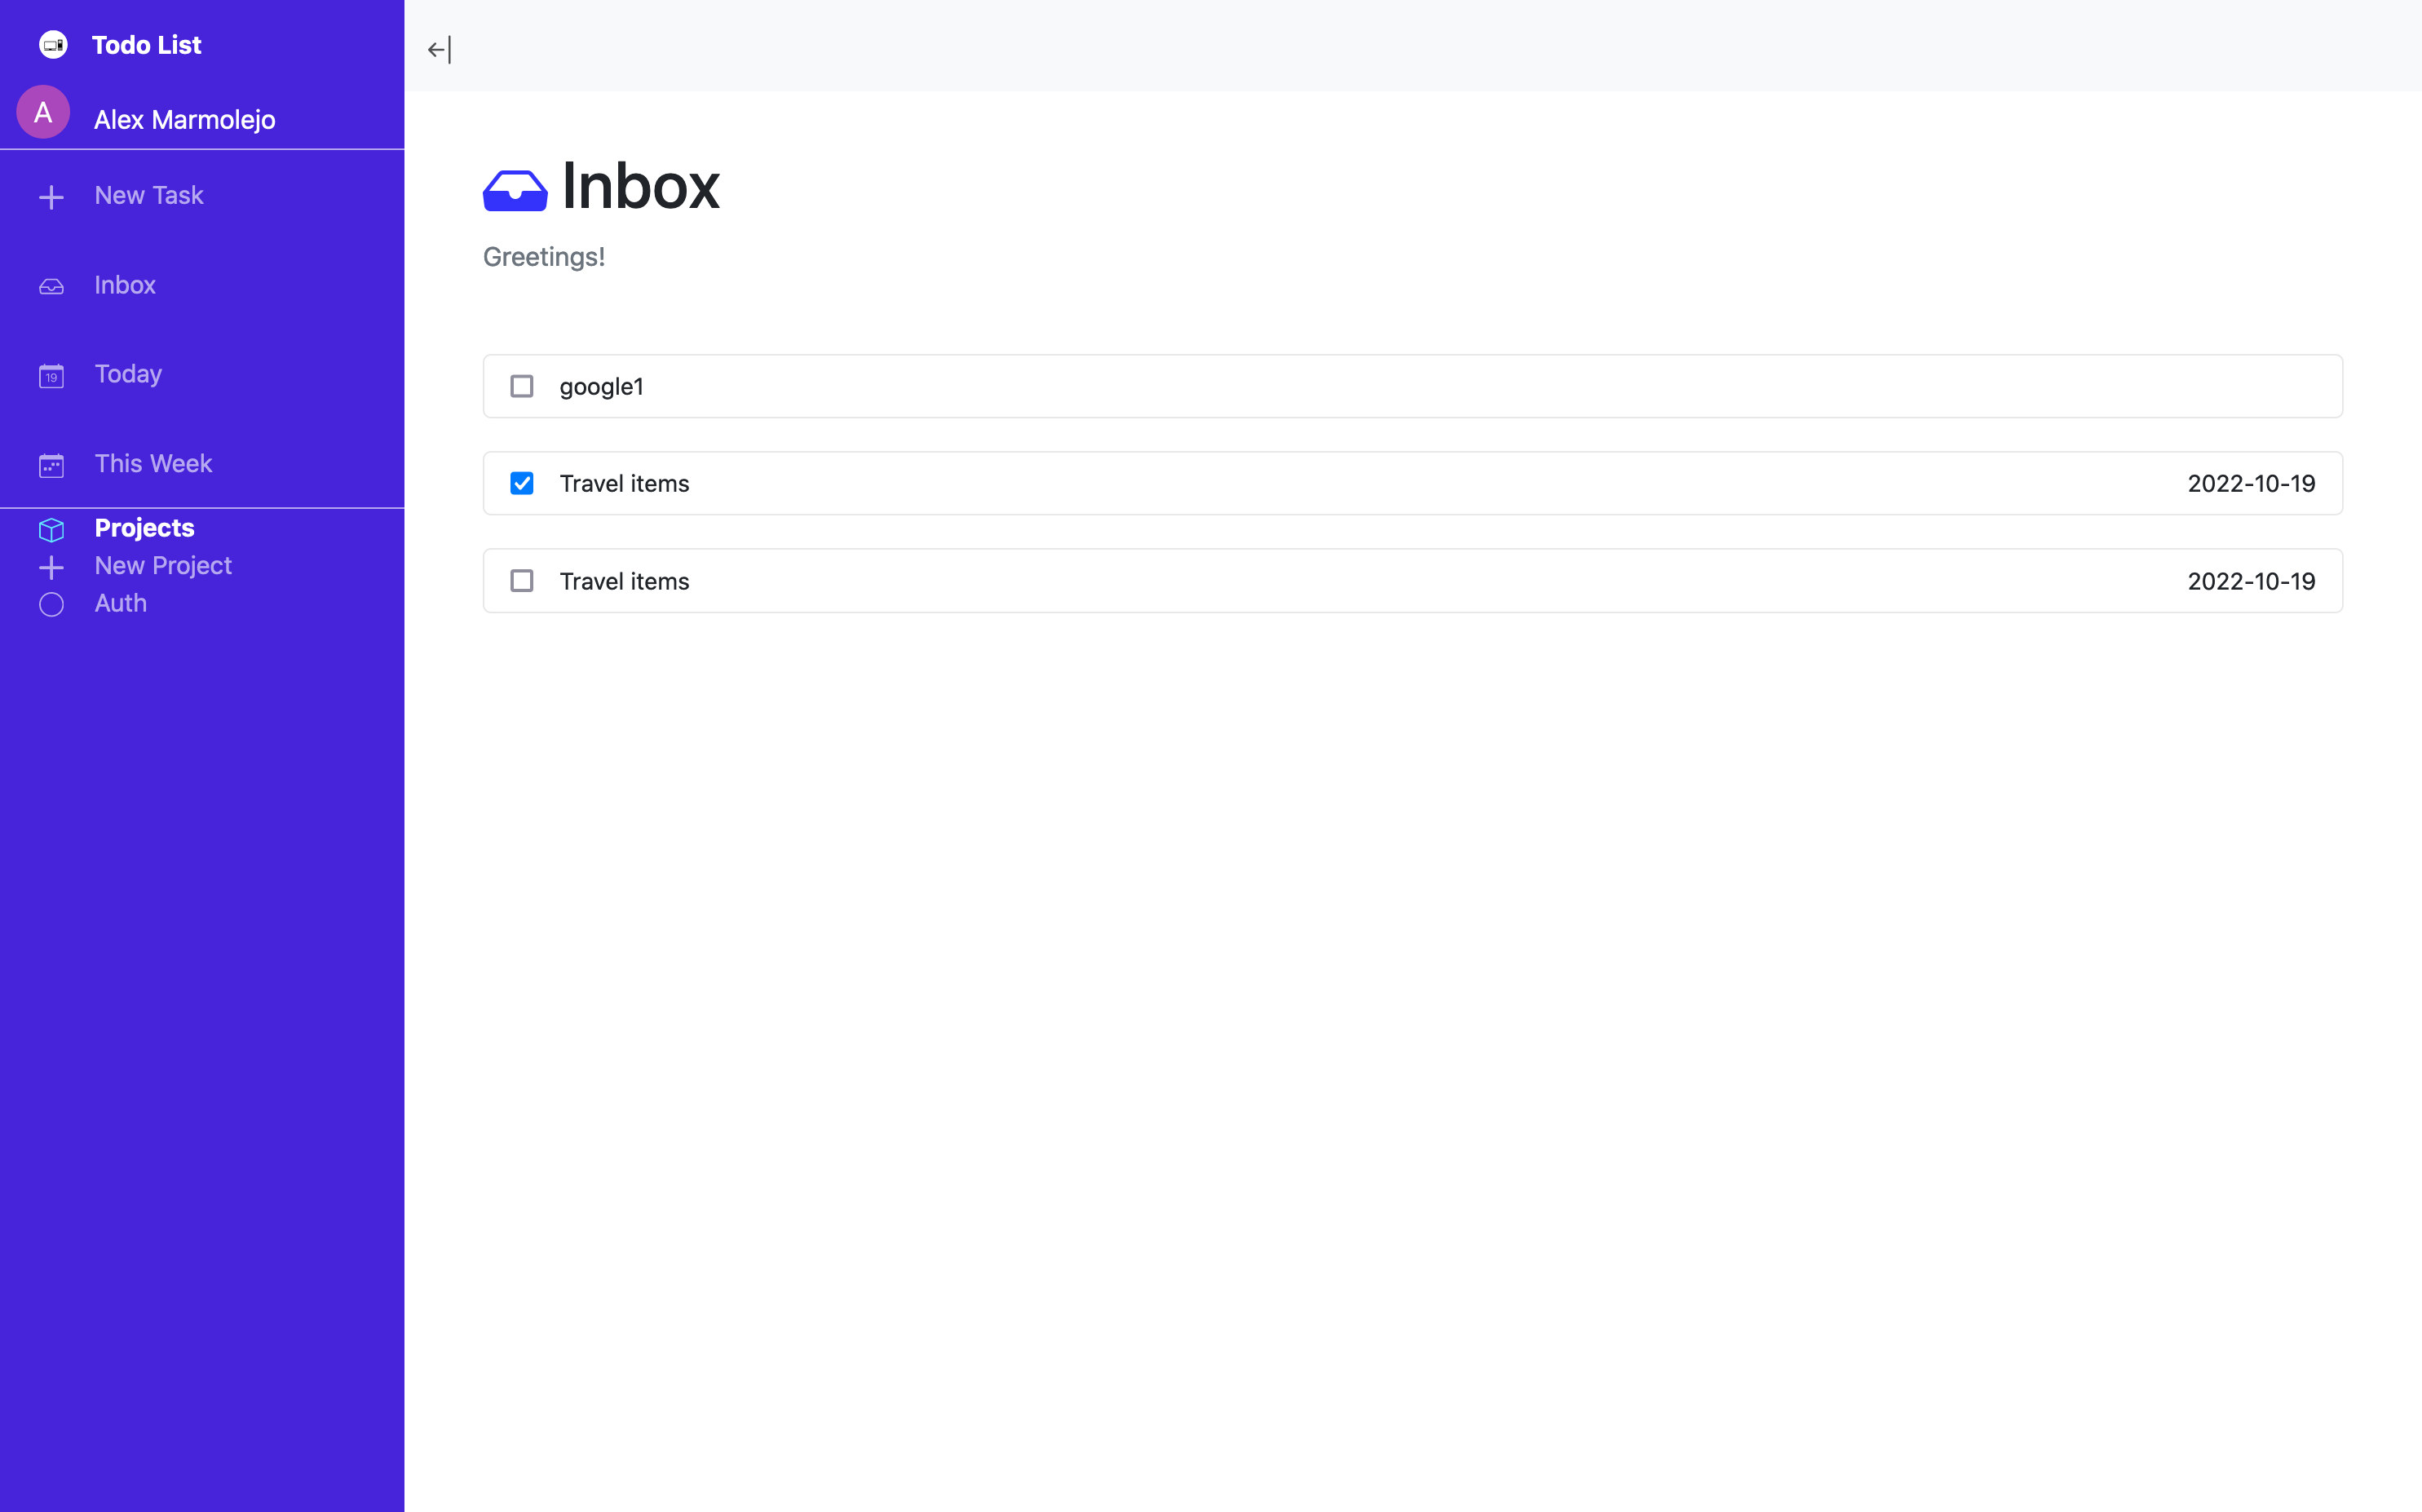 Todo List
A
Alex Marmolejo
New Task
Inbox
19
Today
This Week
Projects
New Project
Auth
Inbox
Greetings!
google1
Travel items 2022-10-19
Travel items 2022-10-19